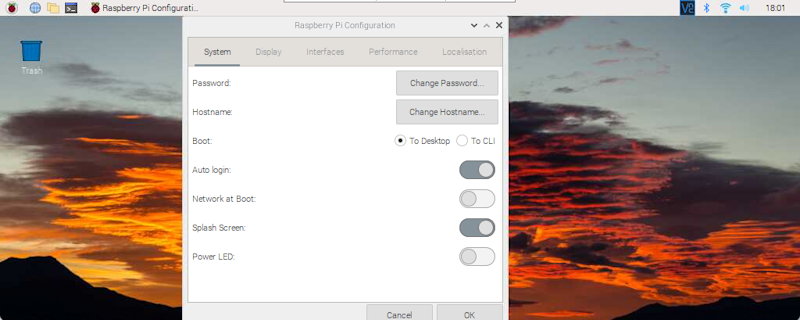 Raspberry Pi Configurati...
18:01
Raspberry Pi Configuration
Trash
System Display Interfaces Performance Localisation
Password: Change Password...
Hostname: Change Hostname...
Boot: To Desktop To CLI
Auto login:
Network at Boot:
Splash Screen:
Power LED:
Cancel OK